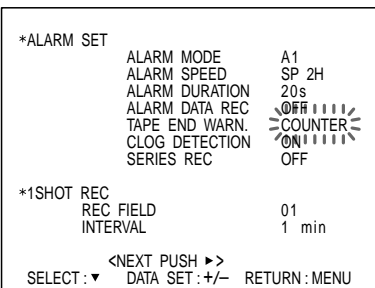 *ALARM SET
ALARM MODE A1
ALARM SPEED SP 2H
ALARM DURATION 20s
ALARM DATA REC OFF
TAPE END WARN. COUNTER
CLOG DETECTION ON
SERIES REC OFF
*1SHOT REC
REC FIELD 01
INTERVAL 1 min
<NEXT PUSH ►>
SELECT:▼ DATA SET:+/– RETURN:MENU